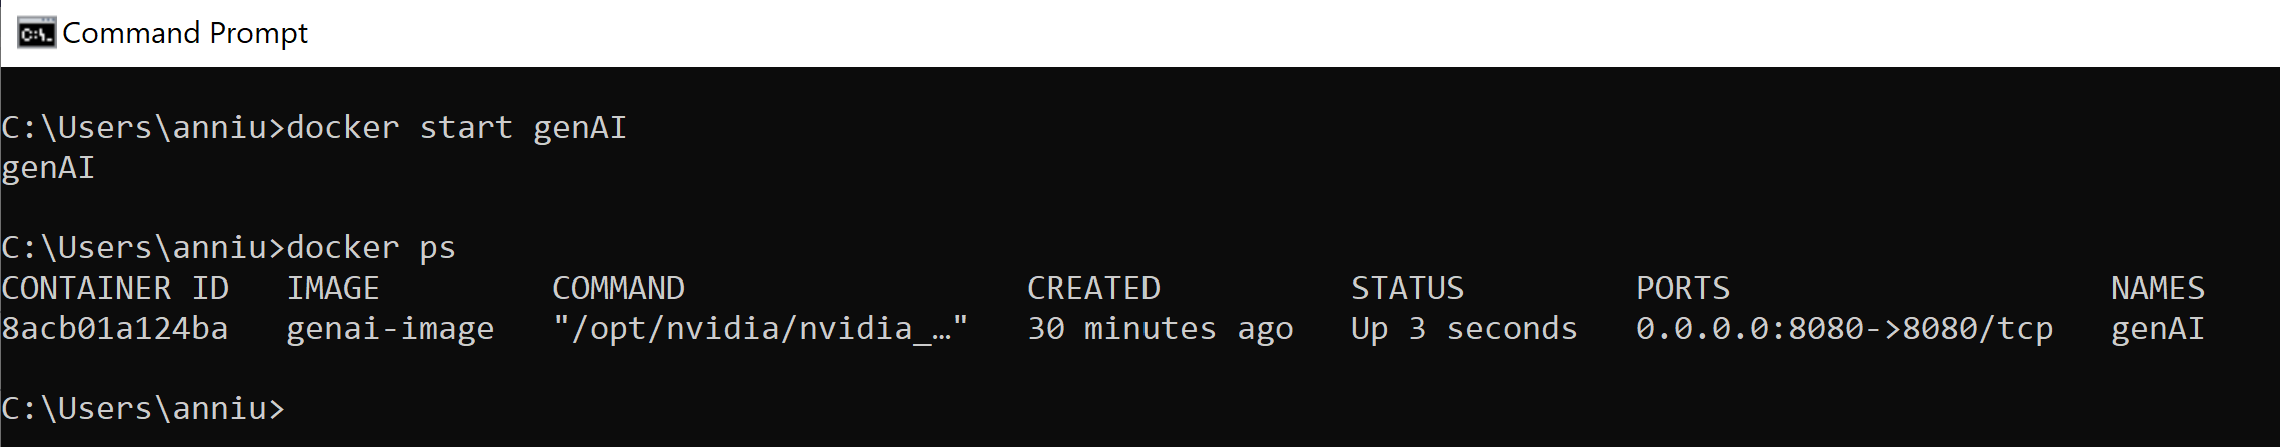 Command Prompt
C:\Users\anniu>docker start genAI
genAI
C:\Users\anniu>docker ps
CONTAINER ID   IMAGE         COMMAND                  CREATED          STATUS         PORTS                    NAMES
8acb01a124ba   genai-image   "/opt/nvidia/nvidia_…"   30 minutes ago   Up 3 seconds   0.0.0.0:8080->8080/tcp   genAI
C:\Users\anniu>